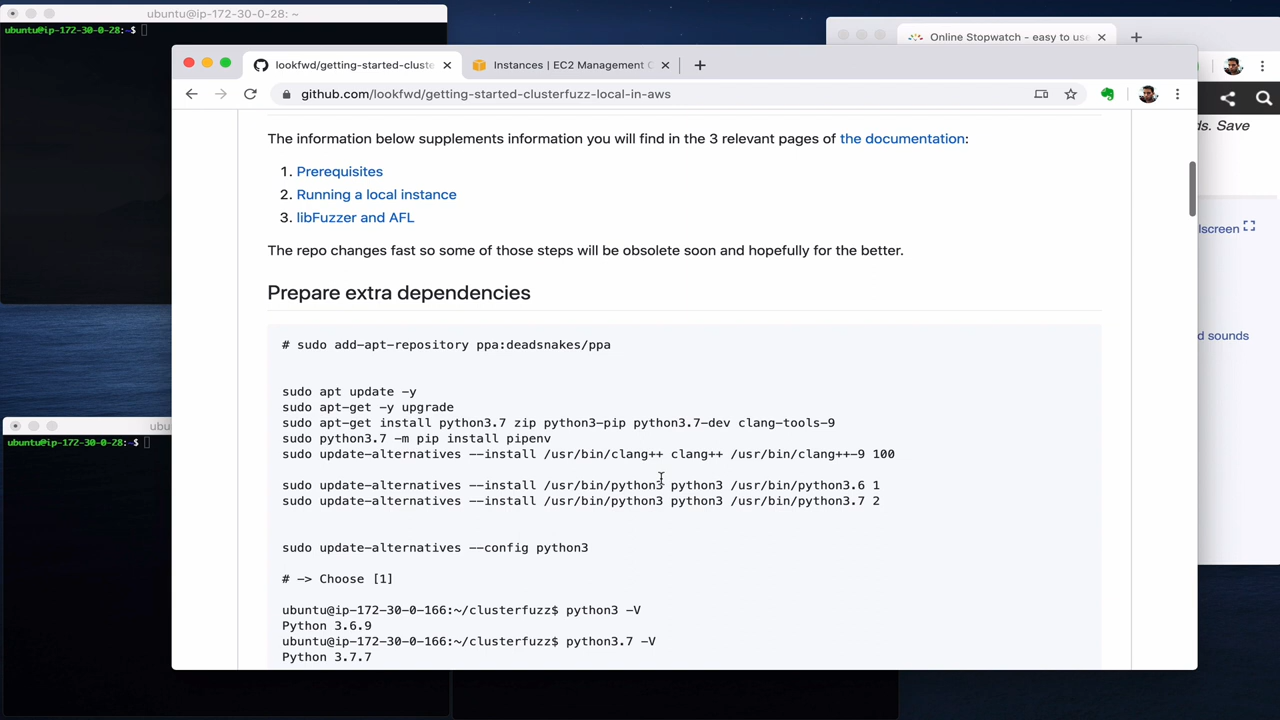 ubuntu@ip-172-30-0-28: ~
ubuntu@ip-172-30-0-28:~$
Online Stopwatch – easy to use
lookfwd/getting-started-cluste
Instances | EC2 Management C
github.com/lookfwd/getting-started-clusterfuzz-local-in-aws
ds. Save
lscreen
d sounds
The information below supplements information you will find in the 3 relevant pages of the documentation:
1. Prerequisites
2. Running a local instance
3. libFuzzer and AFL
The repo changes fast so some of those steps will be obsolete soon and hopefully for the better.
Prepare extra dependencies
# sudo add-apt-repository ppa:deadsnakes/ppa
sudo apt update -y
sudo apt-get -y upgrade
sudo apt-get install python3.7 zip python3-pip python3.7-dev clang-tools-9
sudo python3.7 -m pip install pipenv
sudo update-alternatives --install /usr/bin/clang++ clang++ /usr/bin/clang++-9 100
sudo update-alternatives --install /usr/bin/python3 python3 /usr/bin/python3.6 1
sudo update-alternatives --install /usr/bin/python3 python3 /usr/bin/python3.7 2
sudo update-alternatives --config python3
# -> Choose [1]
ubuntu@ip-172-30-0-166:~/clusterfuzz$ python3 -V
Python 3.6.9
ubuntu@ip-172-30-0-166:~/clusterfuzz$ python3.7 -V
Python 3.7.7
ubu
ubuntu@ip-172-30-0-28:~$